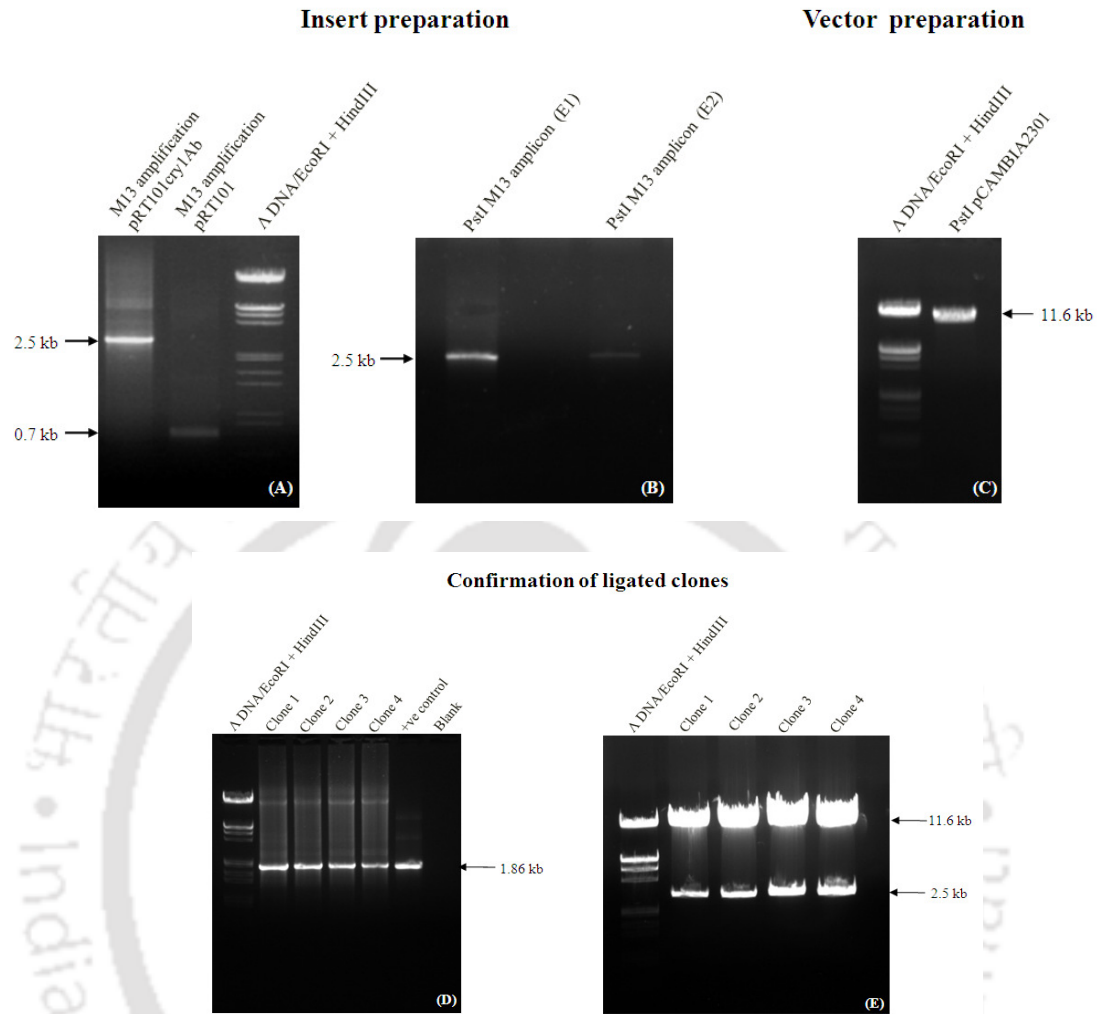 Insert preparation
Vector preparation
M13 amplification
pRT101cry1Ab
M13 amplification
pRT101
Λ DNA/EcoRI + HindIII
PstI M13 amplicon (E1)
PstI M13 amplicon (E2)
Λ DNA/EcoRI + HindIII
PstI pCAMBIA2301
2.5 kb
0.7 kb
(A)
2.5 kb
(B)
11.6 kb
(C)
Confirmation of ligated clones
Λ DNA/EcoRI + HindIII
Clone 1
Clone 2
Clone 3
Clone 4
+ve control
Blank
1.86 kb
(D)
Λ DNA/EcoRI + HindIII
Clone 1
Clone 2
Clone 3
Clone 4
11.6 kb
2.5 kb
(E)
भारतीय
India